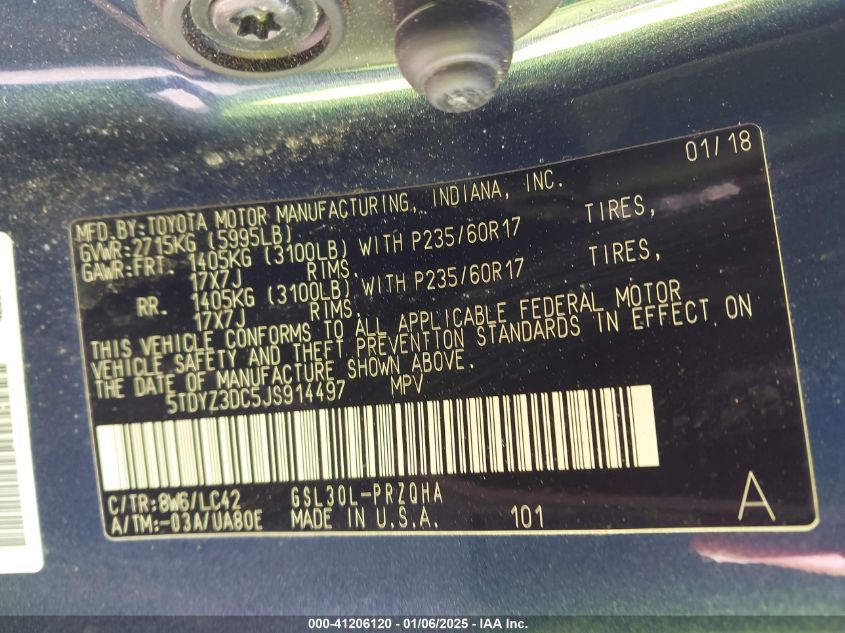 01/18
MFD.BY:TOYOTA MOTOR MANUFACTURING, INDIANA, INC.
GVWR:2715KG (5995LB)
GAWR:FRT. 1405KG (3100LB) WITH P235/60R17 TIRES,
17X7J RIMS.
RR. 1405KG (3100LB) WITH P235/60R17 TIRES,
17X7J RIMS.
THIS VEHICLE CONFORMS TO ALL APPLICABLE FEDERAL MOTOR
VEHICLE SAFETY AND THEFT PREVENTION STANDARDS IN EFFECT ON
THE DATE OF MANUFACTURE SHOWN ABOVE.
5TDYZ3DC5JS914497 MPV
C/TR:8W6/LC42 GSL30L-PRZQHA
A/TM:-03A/UA80E MADE IN U.S.A. 101 A
000-41206120 - 01/06/2025 - IAA Inc.